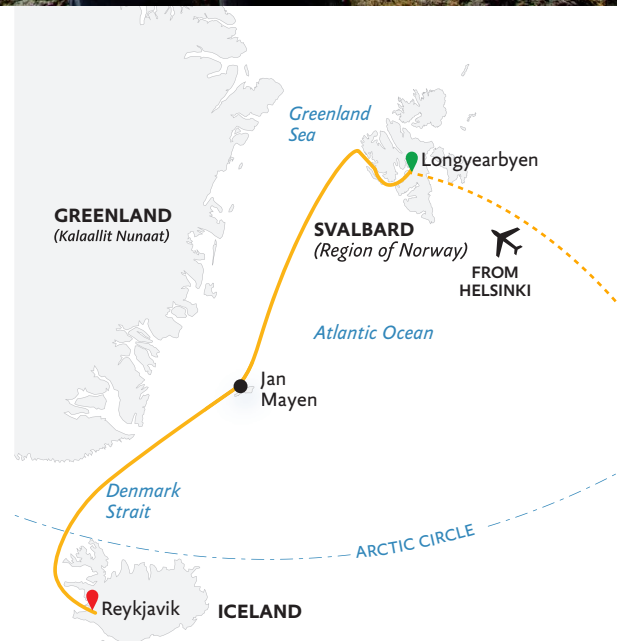 Greenland
Sea
Longyearbyen
GREENLAND
(Kalaallit Nunaat)
SVALBARD
(Region of Norway)
FROM
HELSINKI
Atlantic Ocean
Jan
Mayen
Denmark
Strait
ARCTIC CIRCLE
Reykjavik
ICELAND